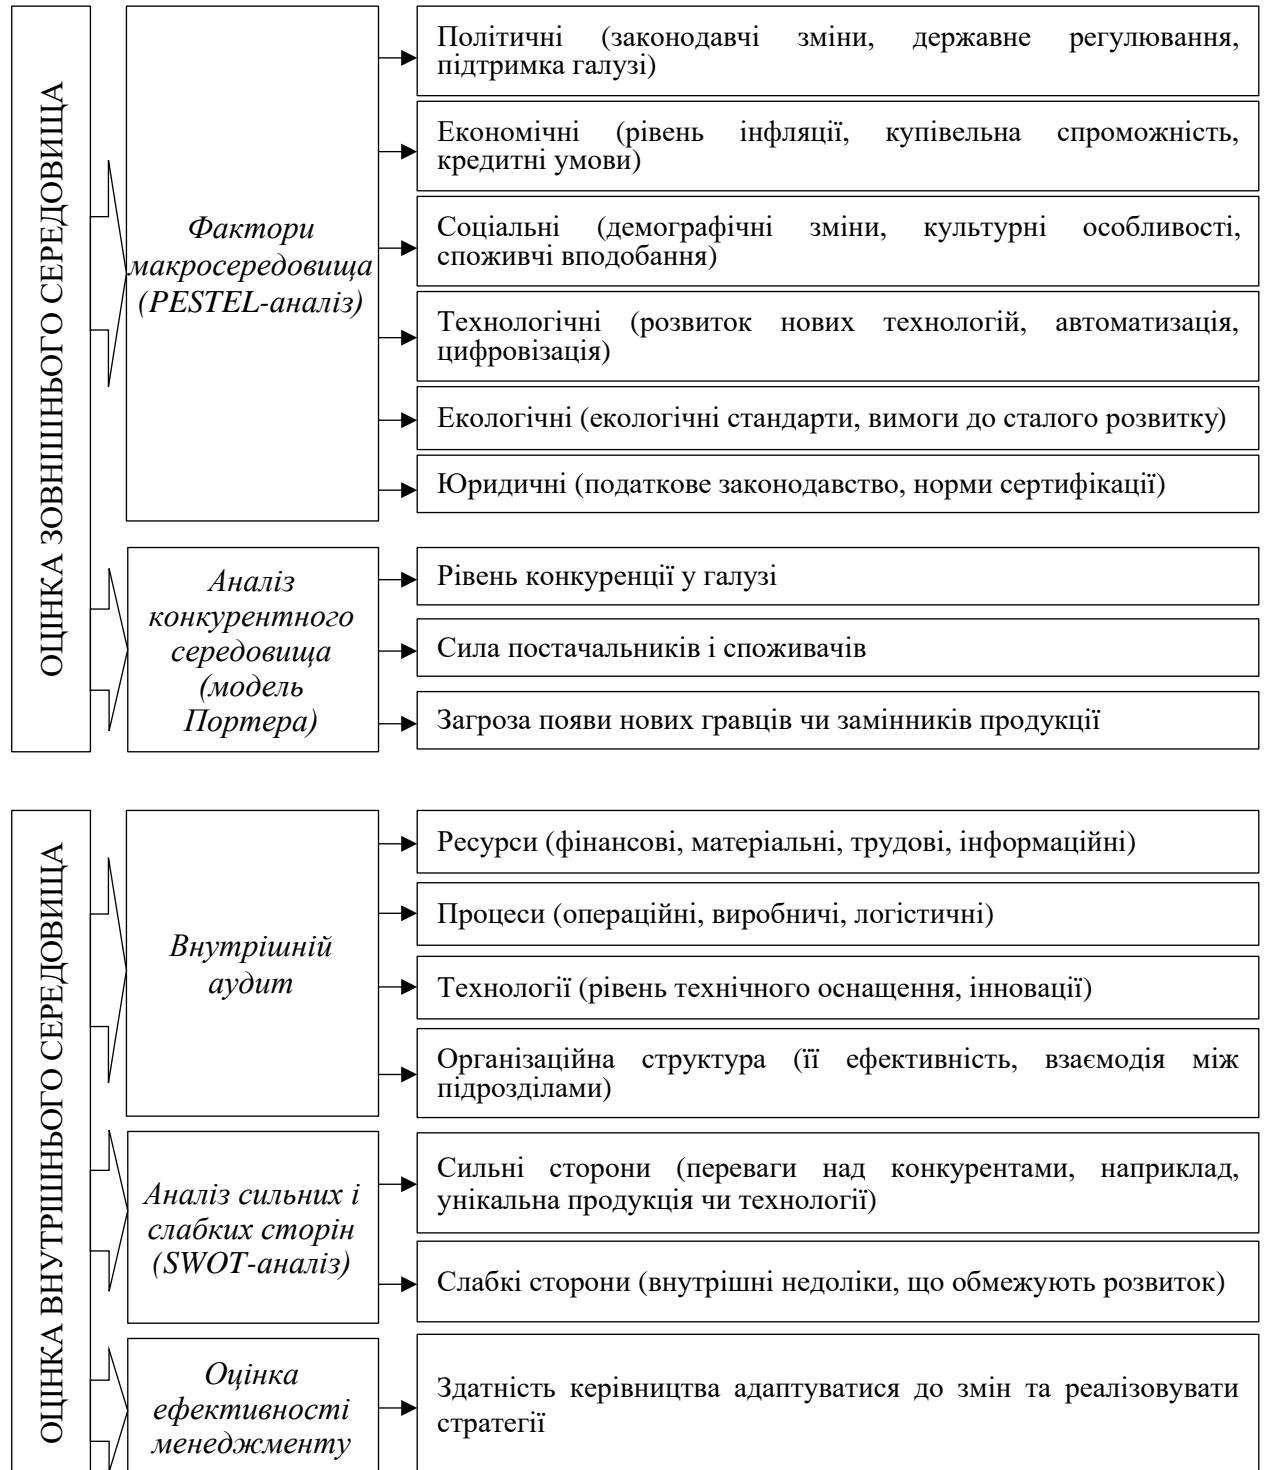 ОЦІНКА ЗОВНІШНЬОГО СЕРЕДОВИЩА
Фактори
макросередовища
(PESTEL-аналіз)
Політичні (законодавчі зміни, державне регулювання,
підтримка галузі)
Економічні (рівень інфляції, купівельна спроможність,
кредитні умови)
Соціальні (демографічні зміни, культурні особливості,
споживчі вподобання)
Технологічні (розвиток нових технологій, автоматизація,
цифровізація)
Екологічні (екологічні стандарти, вимоги до сталого розвитку)
Юридичні (податкове законодавство, норми сертифікації)
Аналіз
конкурентного
середовища
(модель
Портера)
Рівень конкуренції у галузі
Сила постачальників і споживачів
Загроза появи нових гравців чи замінників продукції
ОЦІНКА ВНУТРІШНЬОГО СЕРЕДОВИЩА
Внутрішній
аудит
Ресурси (фінансові, матеріальні, трудові, інформаційні)
Процеси (операційні, виробничі, логістичні)
Технології (рівень технічного оснащення, інновації)
Організаційна структура (її ефективність, взаємодія між
підрозділами)
Аналіз сильних і
слабких сторін
(SWOT-аналіз)
Сильні сторони (переваги над конкурентами, наприклад,
унікальна продукція чи технології)
Слабкі сторони (внутрішні недоліки, що обмежують розвиток)
Оцінка
ефективності
менеджменту
Здатність керівництва адаптуватися до змін та реалізовувати
стратегії